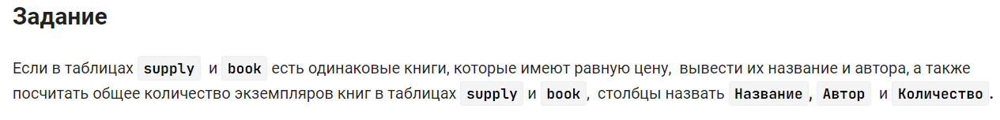 Задание
Если в таблицах supply и book есть одинаковые книги, которые имеют равную цену, вывести их название и автора, а также
посчитать общее количество экземпляров книг в таблицах supply и book, столбцы назвать Название, Автор и Количество.